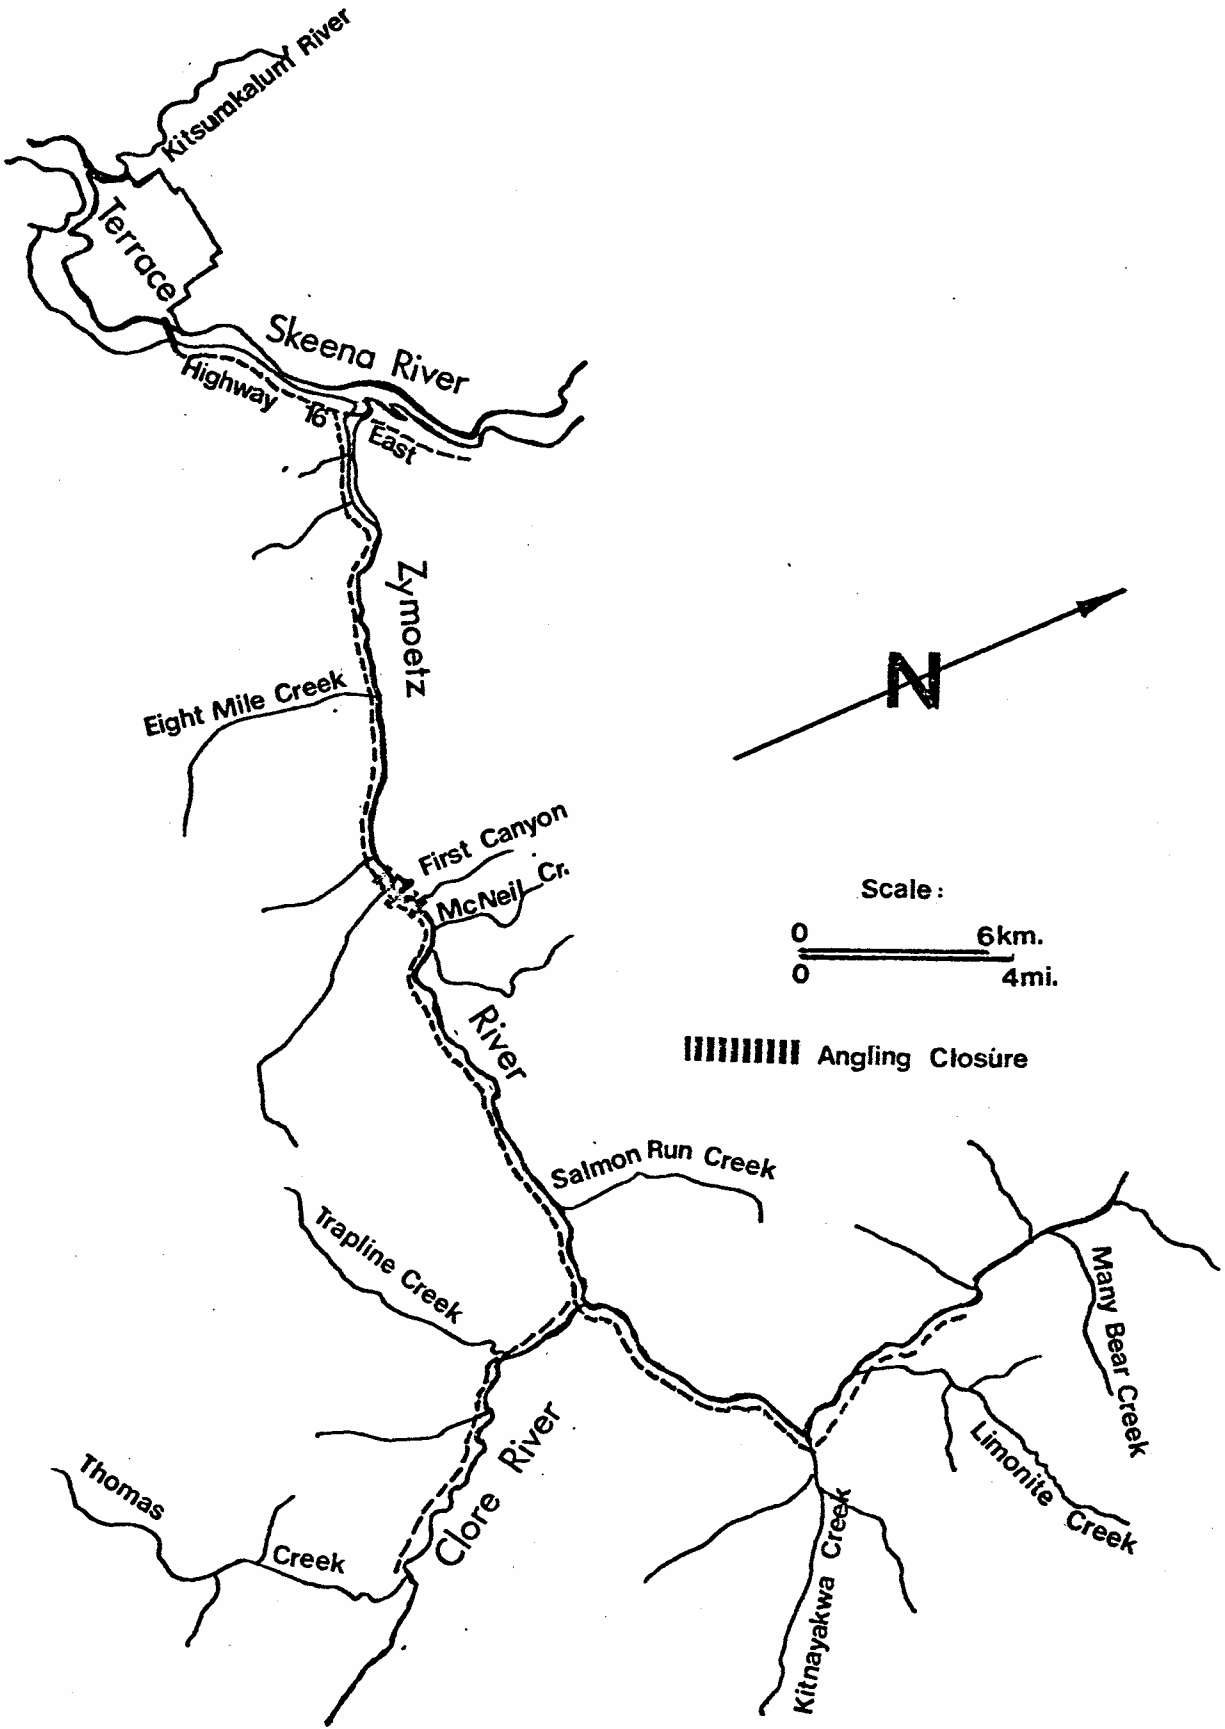 Kitsumkalum River
Terrace
Skeena River
Highway 16 East
Zymoetz River
Eight Mile Creek
N
First Canyon
McNeil Cr.
Scale:
0 6km.
0 4mi.
Angling Closure
Salmon Run Creek
Trapline Creek
Many Bear Creek
Limonite Creek
Clore River
Thomas Creek
Kitnayakwa Creek